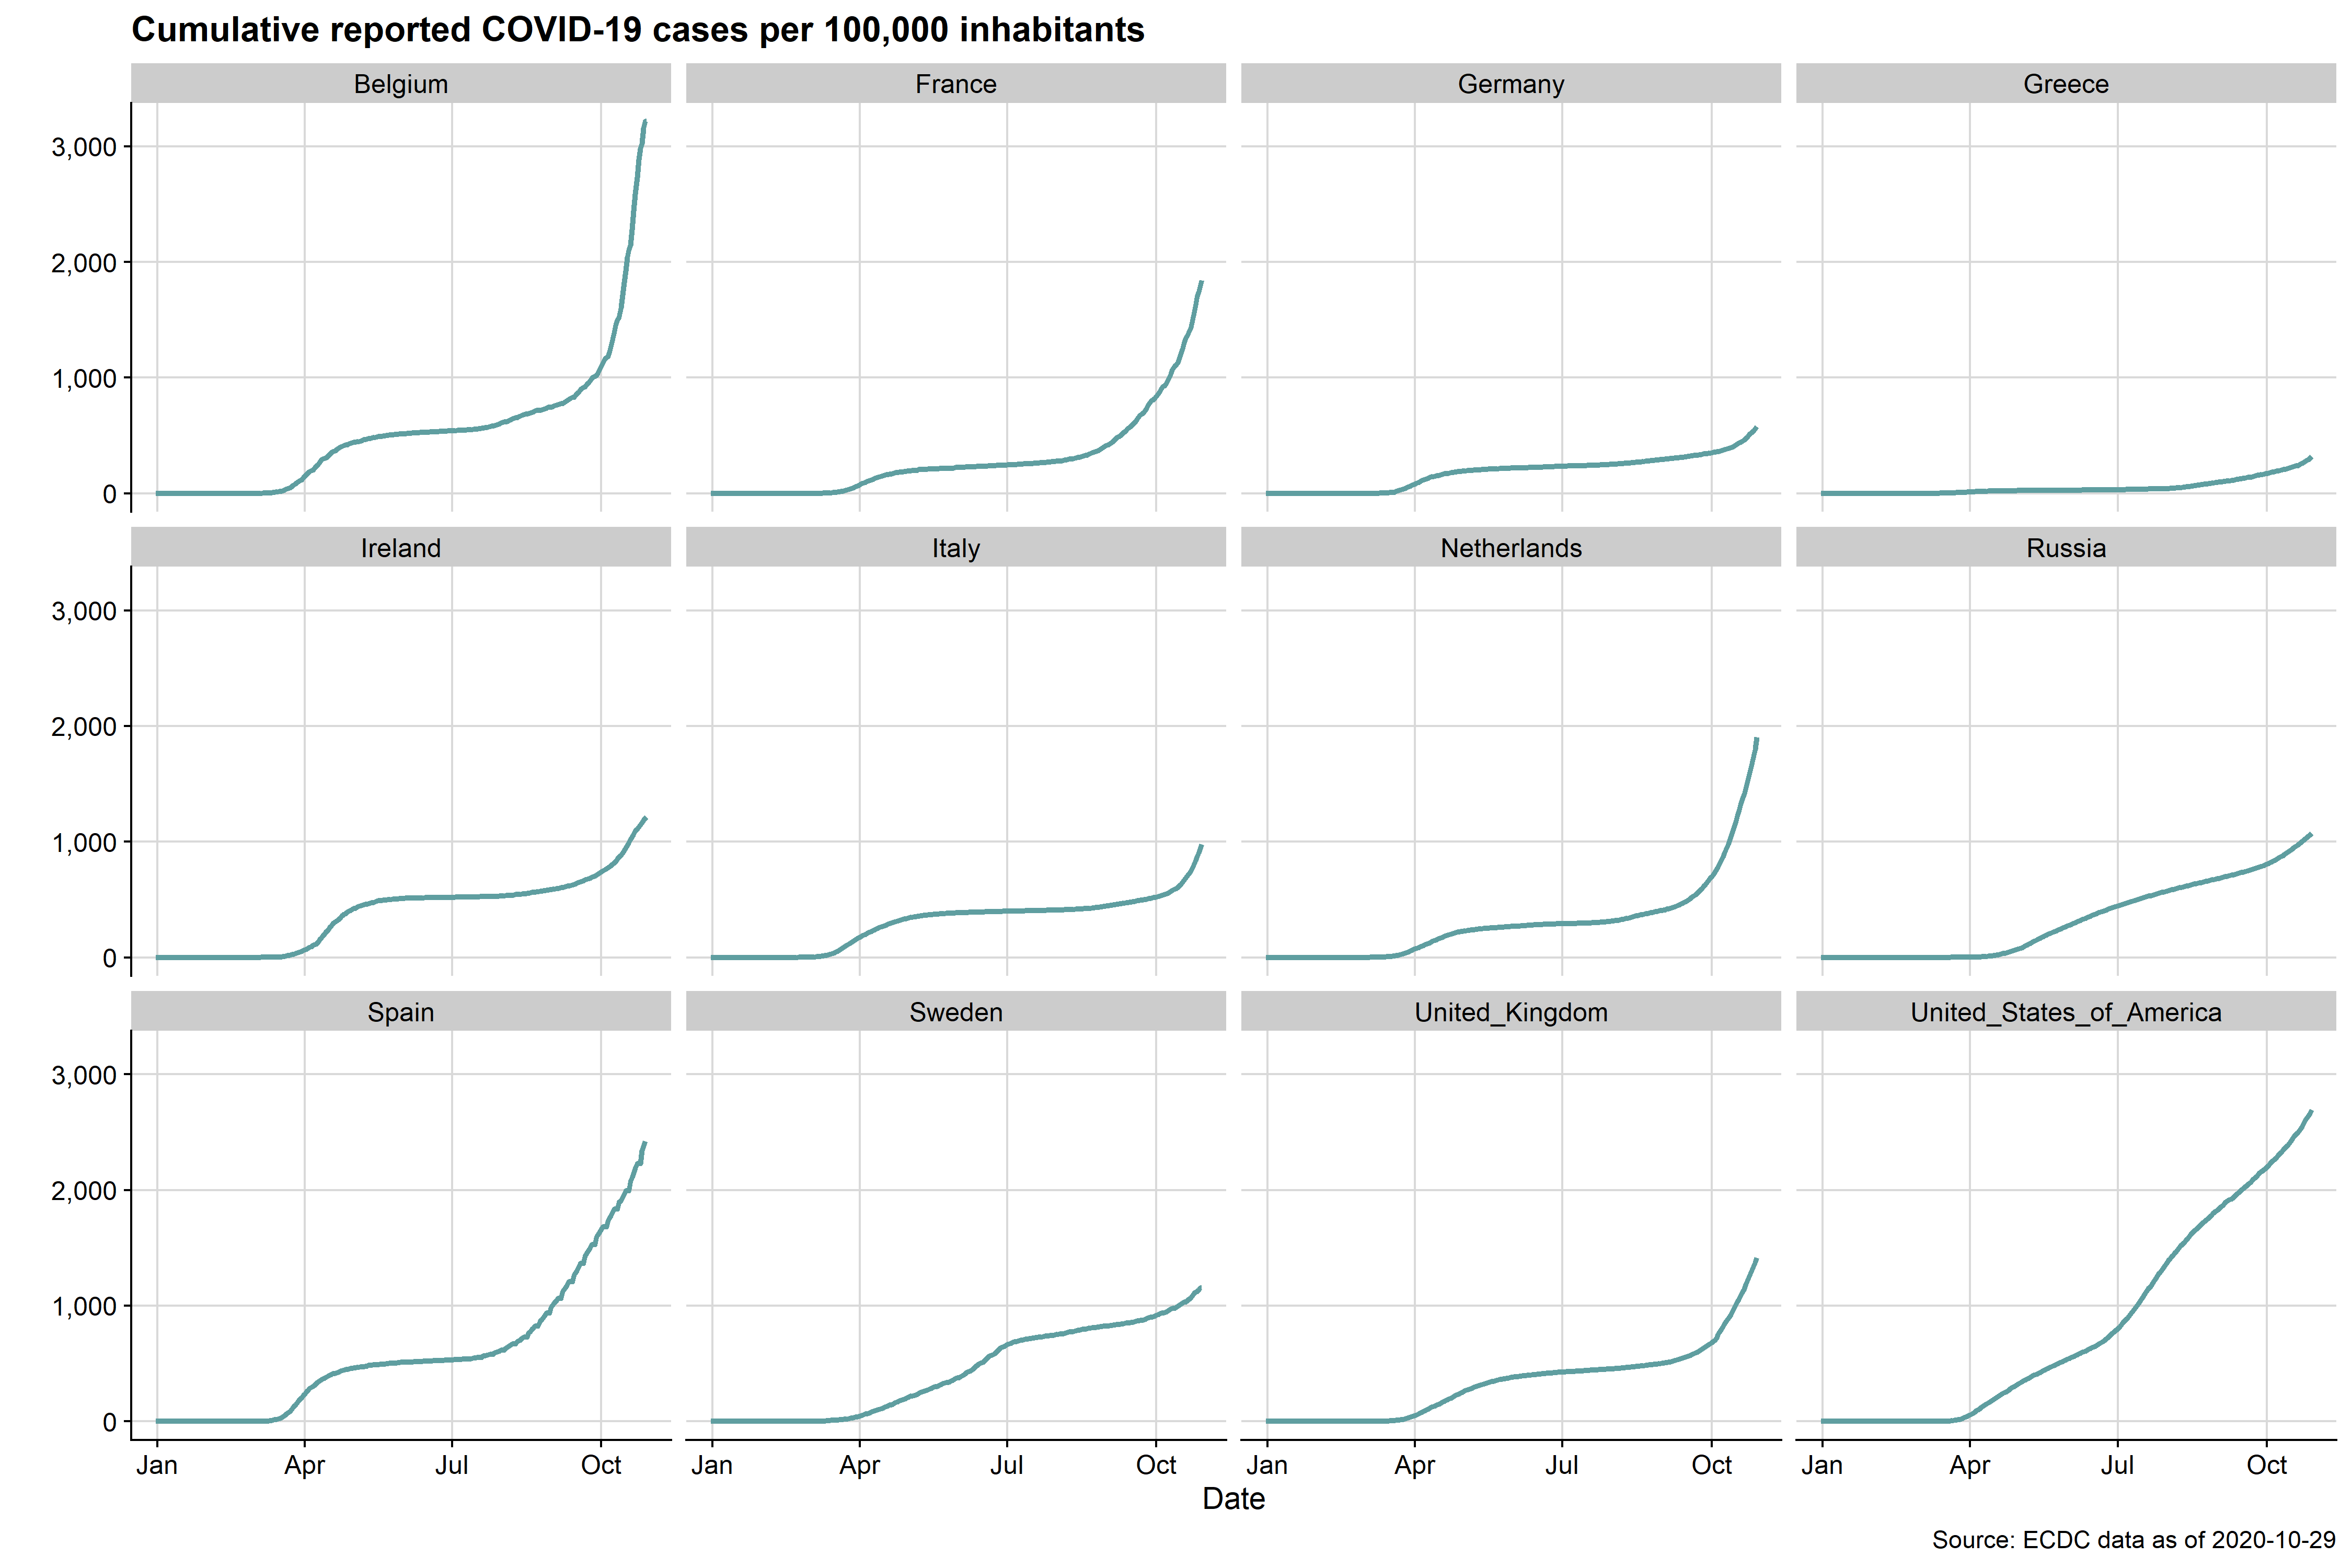 Cumulative reported COVID-19 cases per 100,000 inhabitants
Belgium France Germany Greece
3,000
2,000
1,000
0
Ireland Italy Netherlands Russia
3,000
2,000
1,000
0
Spain Sweden United_Kingdom United_States_of_America
3,000
2,000
1,000
0
Jan Apr Jul Oct Jan Apr Jul Oct Jan Apr Jul Oct Jan Apr Jul Oct
Date
Source: ECDC data as of 2020-10-29